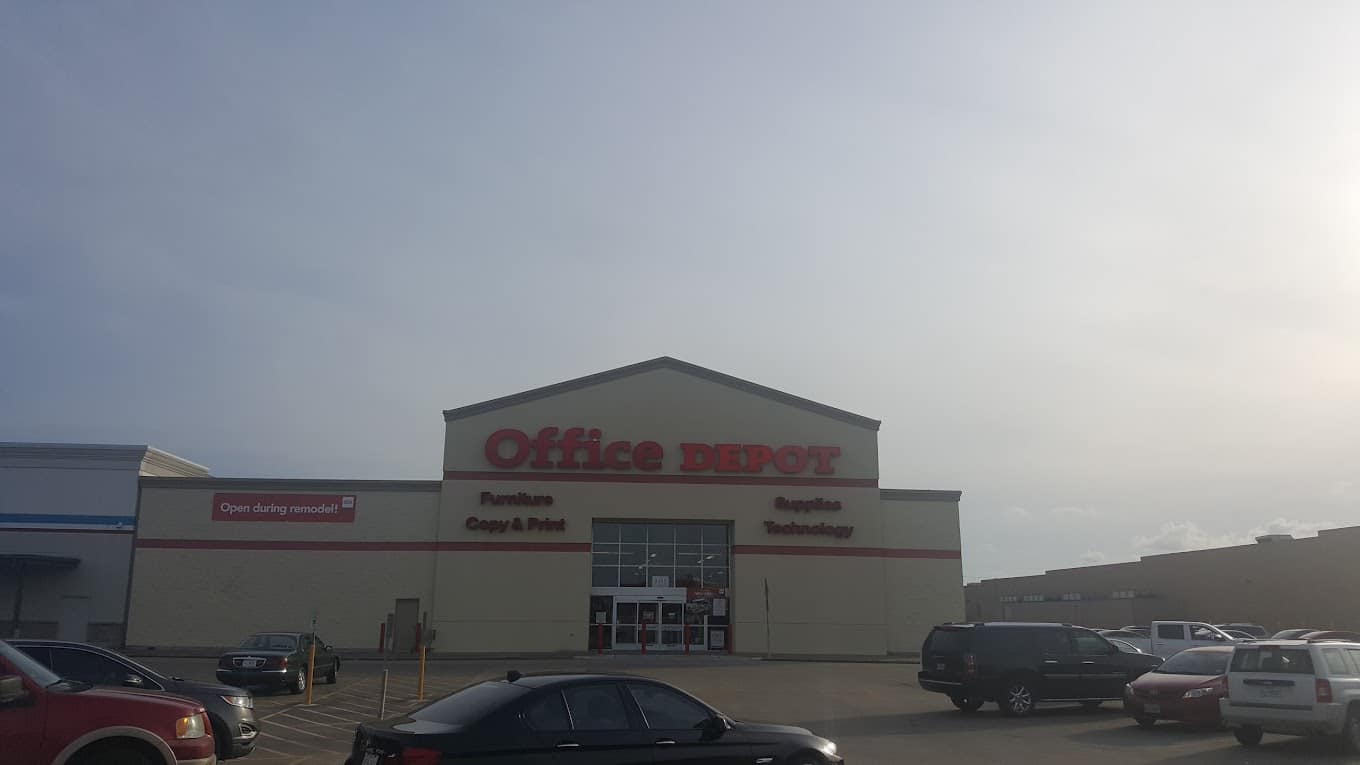 Office DEPOT
Open during remodel!
Furniture
Copy & Print
Supplies
Technology